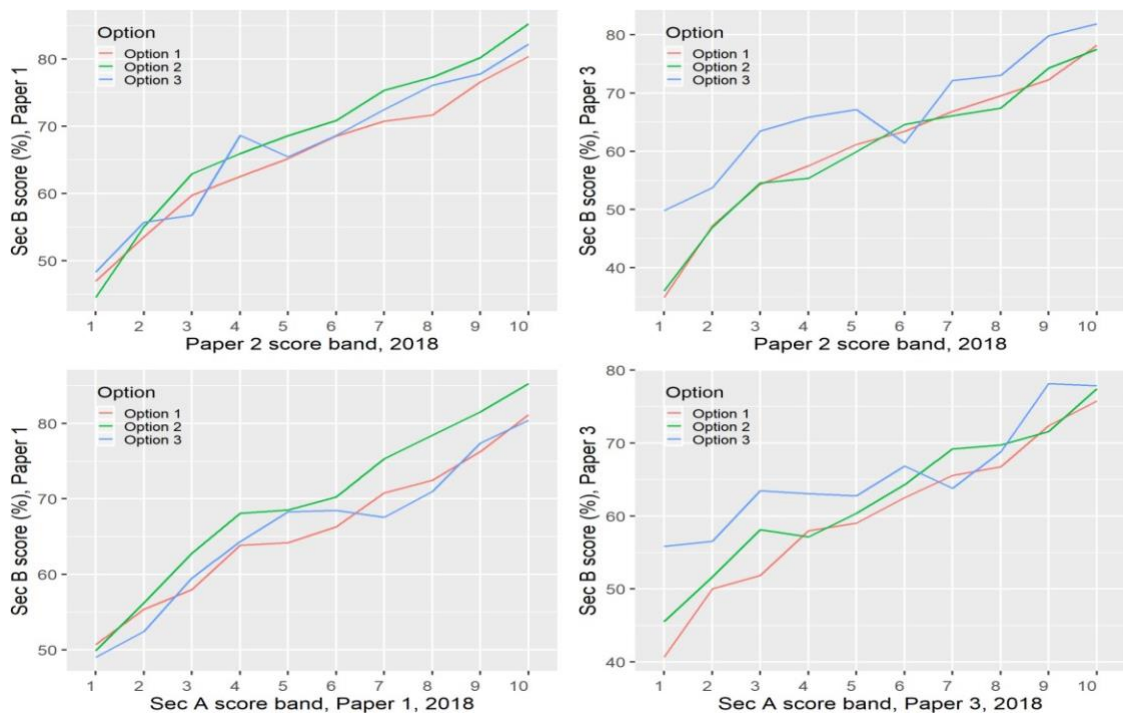 Option
Option 1
Option 2
Option 3
80
70
60
50
Sec B score (%), Paper 1
1 2 3 4 5 6 7 8 9 10
Paper 2 score band, 2018
Option
Option 1
Option 2
Option 3
80
70
60
50
40
Sec B score (%), Paper 3
1 2 3 4 5 6 7 8 9 10
Paper 2 score band, 2018
Option
Option 1
Option 2
Option 3
80
70
60
50
Sec B score (%), Paper 1
1 2 3 4 5 6 7 8 9 10
Sec A score band, Paper 1, 2018
Option
Option 1
Option 2
Option 3
80
70
60
50
40
Sec B score (%), Paper 3
1 2 3 4 5 6 7 8 9 10
Sec A score band, Paper 3, 2018